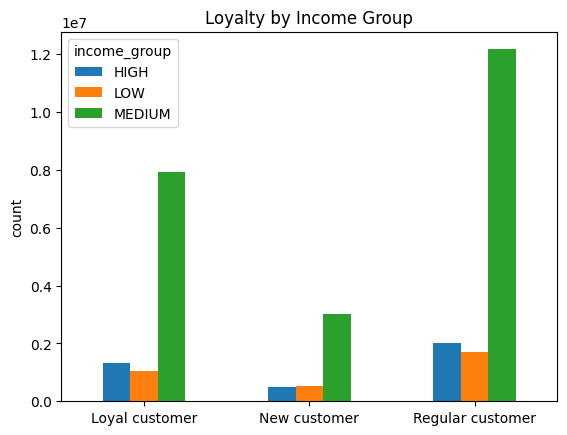 Loyalty by Income Group
1e7
income_group
HIGH
LOW
MEDIUM
count
1.2
1.0
0.8
0.6
0.4
0.2
0.0
Loyal customer New customer Regular customer